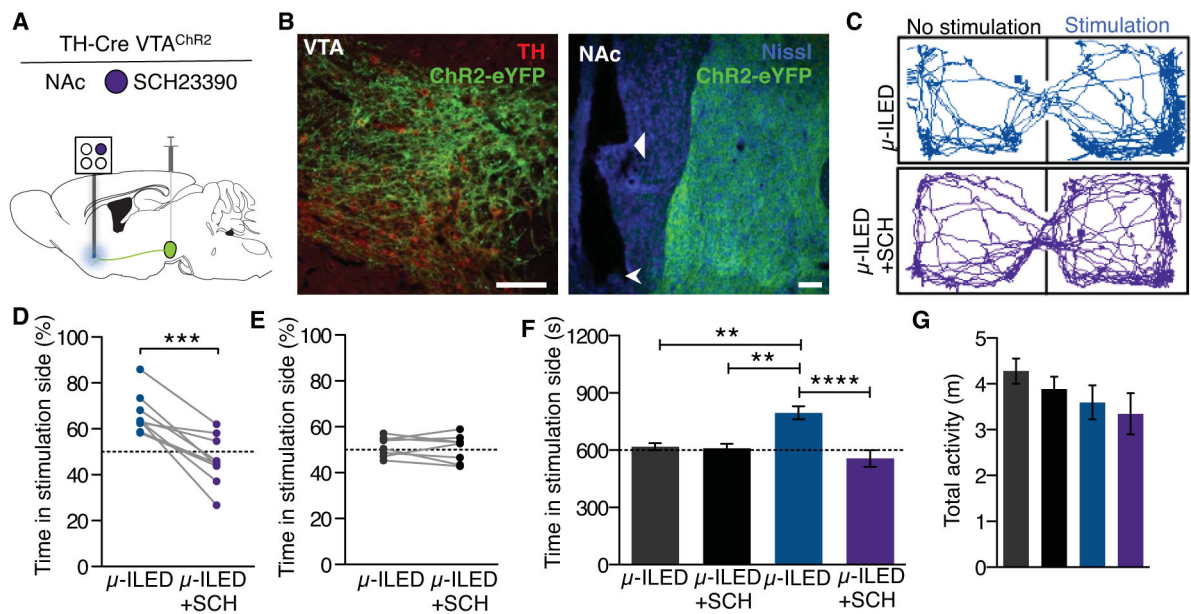 A
TH-Cre VTAChR2
NAc SCH23390
B
VTA
TH
ChR2-eYFP
NAc
Nissl
ChR2-eYFP
C
No stimulation
Stimulation
μ-ILED
μ-ILED
+SCH
D
Time in stimulation side (%)
100
80
60
40
20
0
***
μ-ILED
μ-ILED
+SCH
E
Time in stimulation side (%)
100
80
60
40
20
0
μ-ILED
μ-ILED
+SCH
F
Time in stimulation side (s)
1200
900
600
300
0
**
**
****
μ-ILED
μ-ILED
+SCH
μ-ILED
μ-ILED
+SCH
G
Total activity (m)
5
4
3
2
1
0